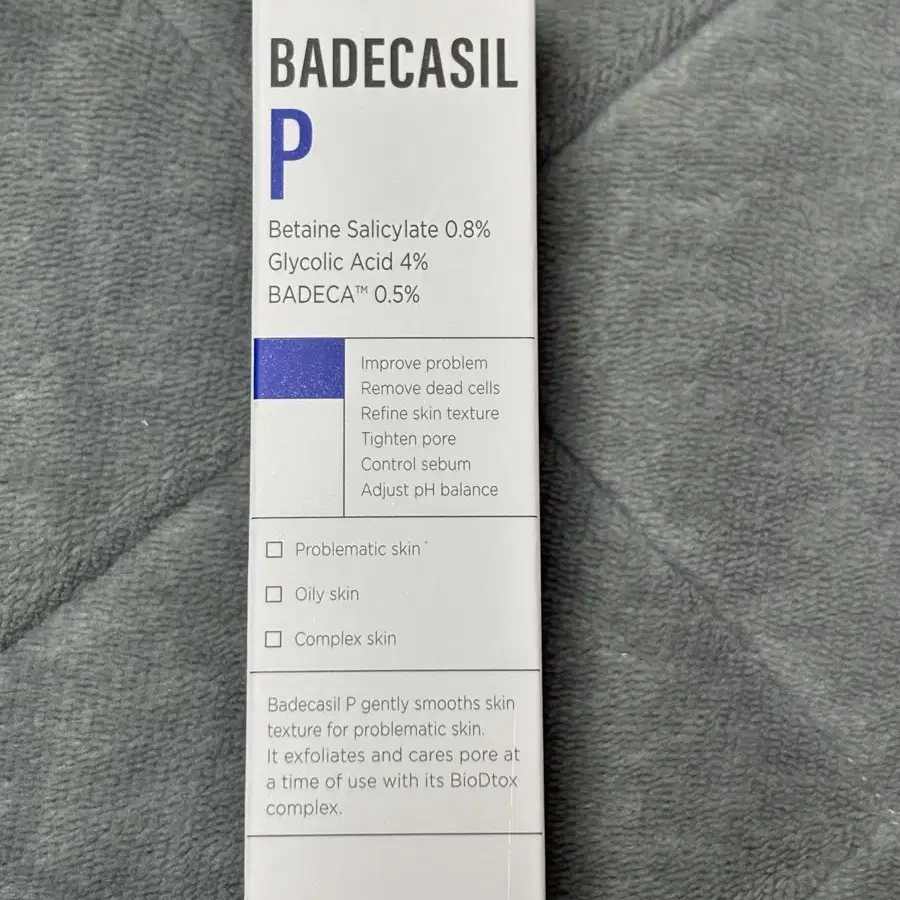 BADECASIL
P
Betaine Salicylate 0.8%
Glycolic Acid 4%
BADECA™ 0.5%
Improve problem
Remove dead cells
Refine skin texture
Tighten pore
Control sebum
Adjust pH balance
Problematic skin
Oily skin
Complex skin
Badecasil P gently smooths skin
texture for problematic skin.
It exfoliates and cares pore at
a time of use with its BioDtox
complex.